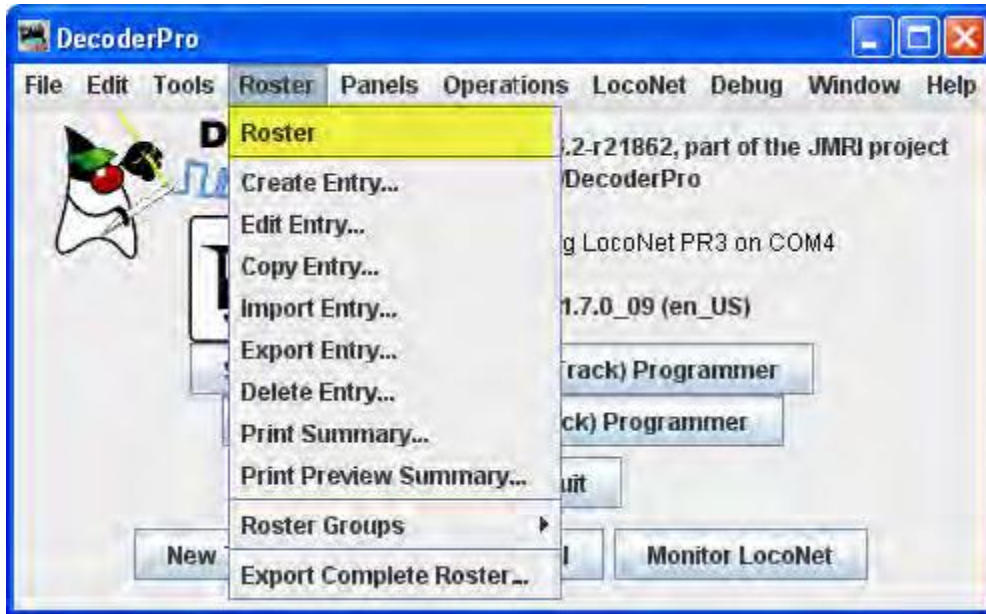 DecoderPro
File Edit Tools Roster Panels Operations LocoNet Debug Window Help
Roster
Create Entry...
Edit Entry...
Copy Entry...
Import Entry...
Export Entry...
Delete Entry...
Print Summary...
Print Preview Summary...
Roster Groups
Export Complete Roster...
D
.2-r21862, part of the JMRI project
/DecoderPro
g LocoNet PR3 on COM4
1.7.0_09 (en_US)
rack) Programmer
ck) Programmer
uit
New
Monitor LocoNet